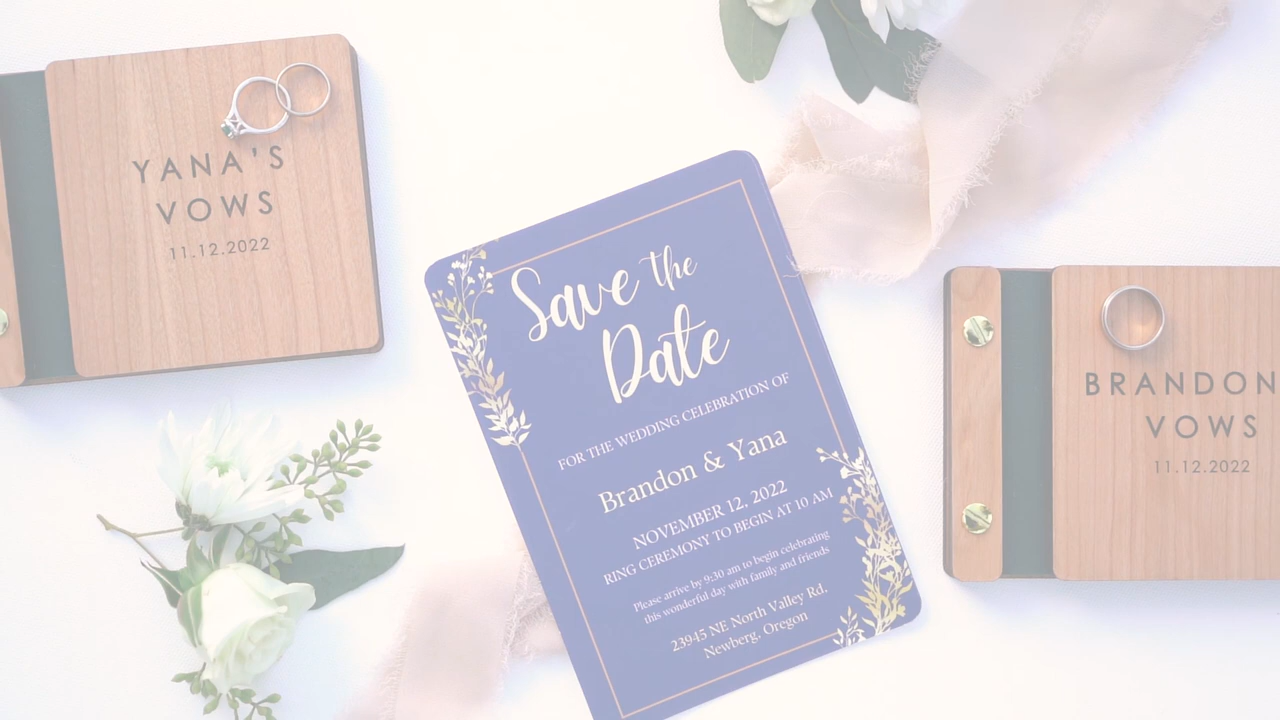 YANA'S
VOWS
11.12.2022
Save the
Date
FOR THE WEDDING CELEBRATION OF
Brandon & Yana
NOVEMBER 12, 2022
RING CEREMONY TO BEGIN AT 10 AM
Please arrive by 9:30 am to begin celebrating
this wonderful day with family and friends
23945 NE North Valley Rd,
Newberg, Oregon
BRANDON
VOWS
11.12.2022